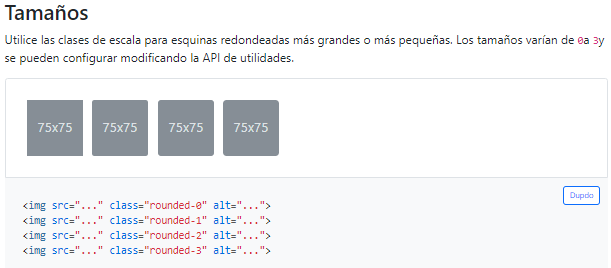 Tamaños
Utilice las clases de escala para esquinas redondeadas más grandes o más pequeñas. Los tamaños varían de 0a 3y
se pueden configurar modificando la API de utilidades.
75x75 75x75 75x75 75x75
Dupdo
<img src="..." class="rounded-0" alt="...">
<img src="..." class="rounded-1" alt="...">
<img src="..." class="rounded-2" alt="...">
<img src="..." class="rounded-3" alt="...">